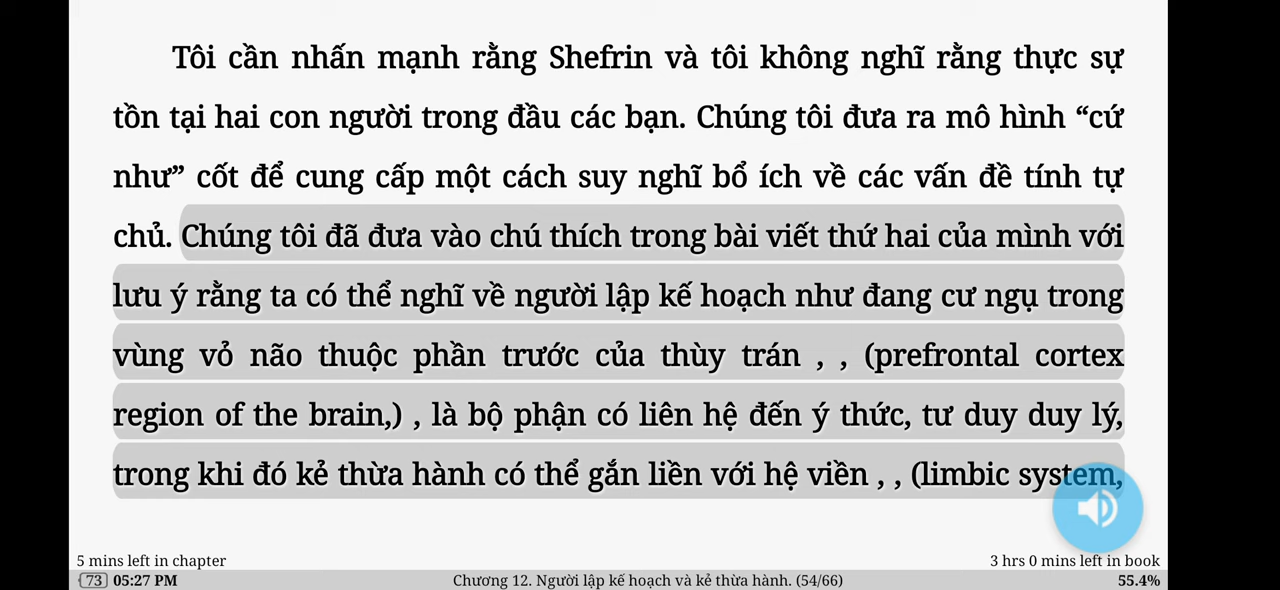 Tôi cần nhấn mạnh rằng Shefrin và tôi không nghĩ rằng thực sự
tồn tại hai con người trong đầu các bạn. Chúng tôi đưa ra mô hình “cứ
như” cốt để cung cấp một cách suy nghĩ bổ ích về các vấn đề tính tự
chủ. Chúng tôi đã đưa vào chú thích trong bài viết thứ hai của mình với
lưu ý rằng ta có thể nghĩ về người lập kế hoạch như đang cư ngụ trong
vùng vỏ não thuộc phần trước của thùy trán , , (prefrontal cortex
region of the brain,) , là bộ phận có liên hệ đến ý thức, tư duy duy lý,
trong khi đó kẻ thừa hành có thể gắn liền với hệ viền , , (limbic system,
5 mins left in chapter
3 hrs 0 mins left in book
73 05:27 PM
Chương 12. Người lập kế hoạch và kẻ thừa hành. (54/66)
55.4%